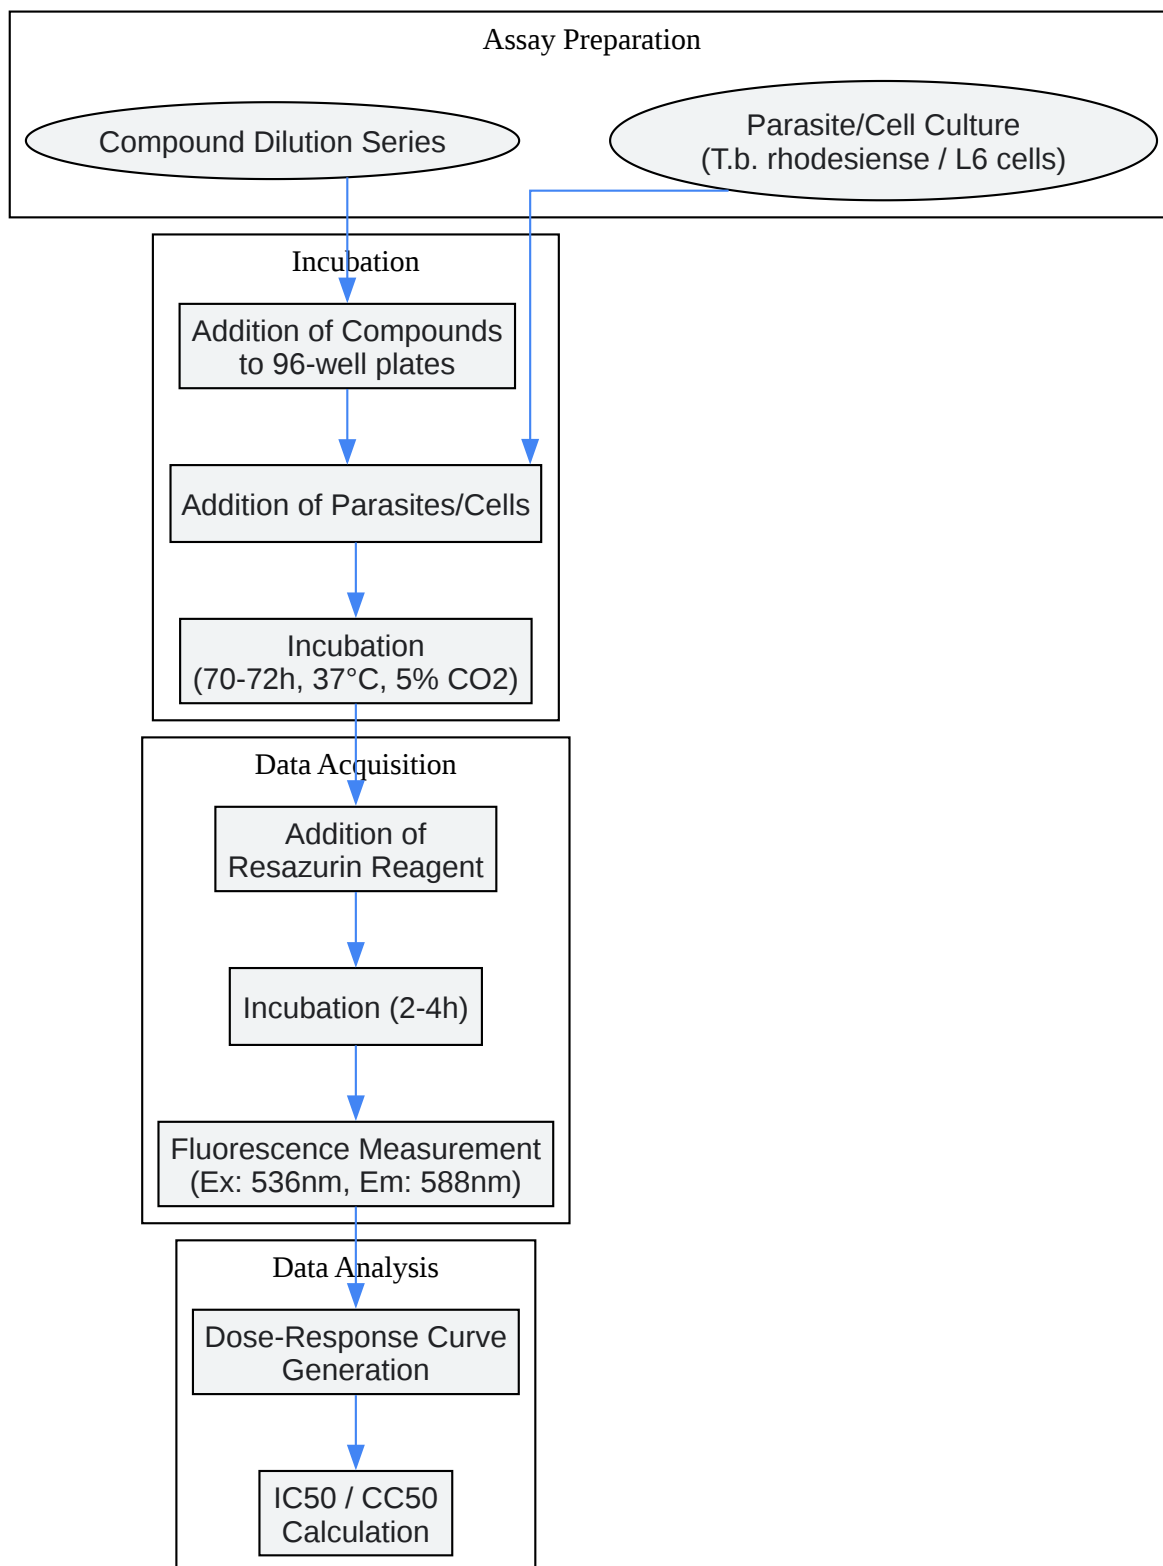 Assay Preparation
Compound Dilution Series
Parasite/Cell Culture
(T.b. rhodesiense / L6 cells)
Incubation
Addition of Compounds
to 96-well plates
Addition of Parasites/Cells
Incubation
(70-72h, 37°C, 5% CO2)
Data Acquisition
Addition of
Resazurin Reagent
Incubation (2-4h)
Fluorescence Measurement
(Ex: 536nm, Em: 588nm)
Data Analysis
Dose-Response Curve
Generation
IC50 / CC50
Calculation